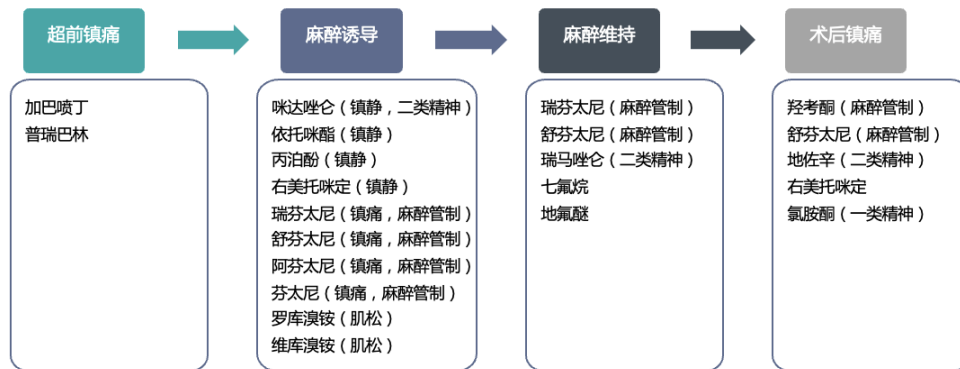 超前镇痛
麻醉诱导
麻醉维持
术后镇痛
加巴喷丁
普瑞巴林
咪达唑仑（镇静，二类精神）
依托咪酯（镇静）
丙泊酚（镇静）
右美托咪定（镇静）
瑞芬太尼（镇痛，麻醉管制）
舒芬太尼（镇痛，麻醉管制）
阿芬太尼（镇痛，麻醉管制）
芬太尼（镇痛，麻醉管制）
罗库溴铵（肌松）
维库溴铵（肌松）
瑞芬太尼（麻醉管制）
舒芬太尼（麻醉管制）
瑞马唑仑（二类精神）
七氟烷
地氟醚
羟考酮（麻醉管制）
舒芬太尼（麻醉管制）
地佐辛（二类精神）
右美托咪定
氯胺酮（一类精神）